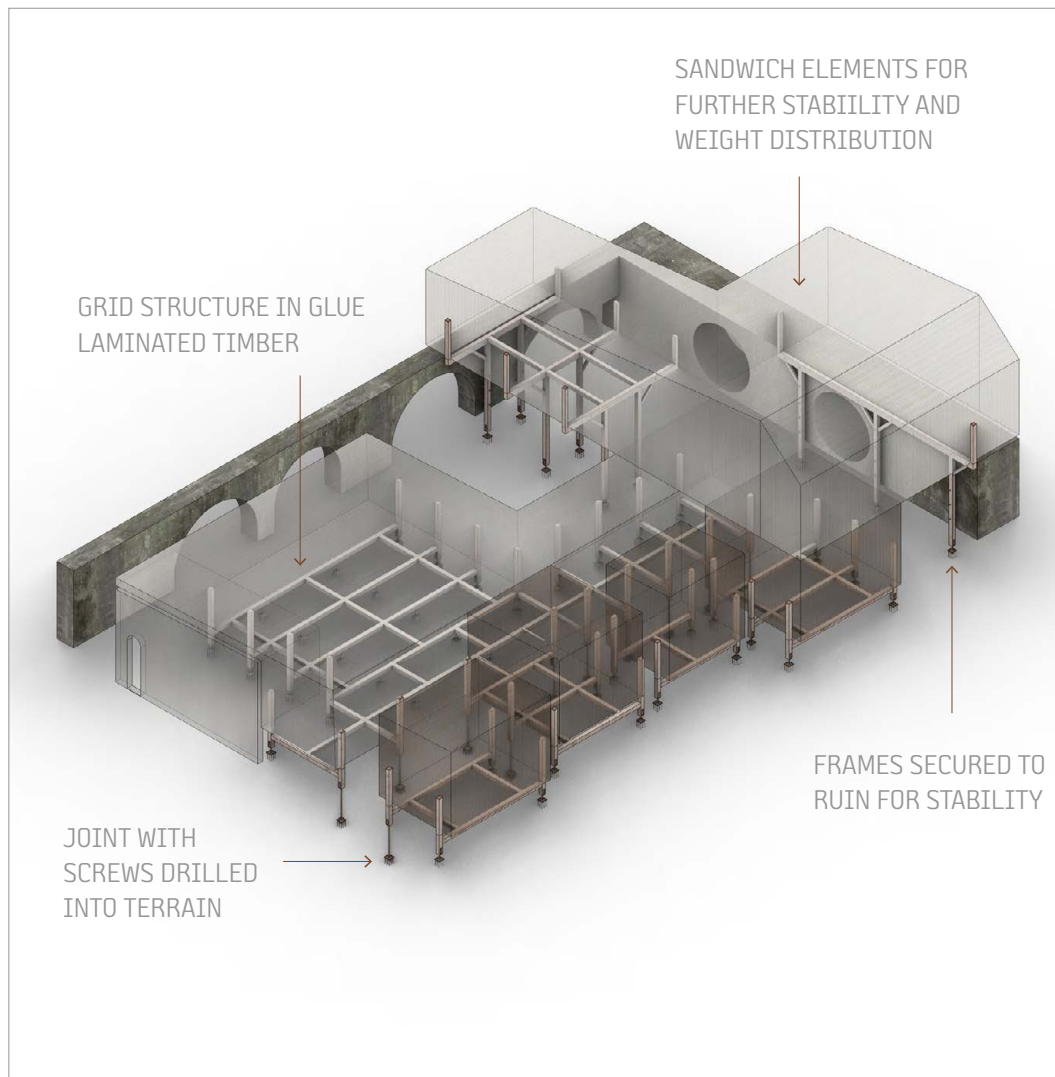 SANDWICH ELEMENTS FOR
FURTHER STABIILITY AND
WEIGHT DISTRIBUTION
GRID STRUCTURE IN GLUE
LAMINATED TIMBER
FRAMES SECURED TO
RUIN FOR STABILITY
JOINT WITH
SCREWS DRILLED
INTO TERRAIN